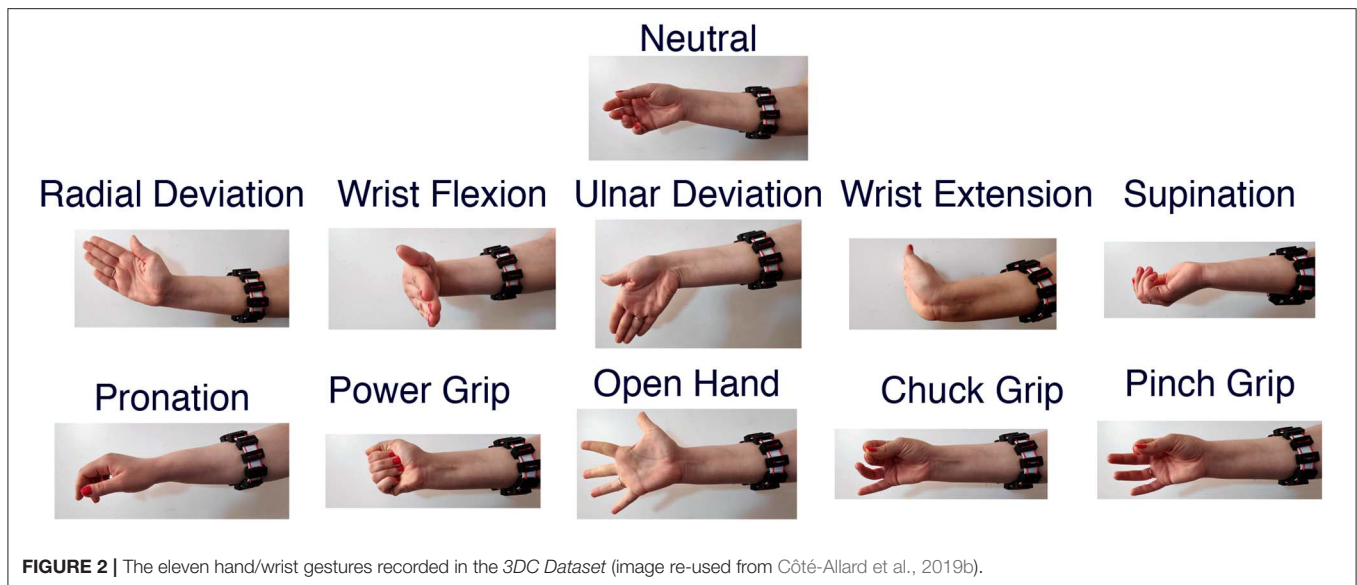 Neutral
Radial Deviation Wrist Flexion Ulnar Deviation Wrist Extension Supination
Pronation Power Grip Open Hand Chuck Grip Pinch Grip
FIGURE 2 | The eleven hand/wrist gestures recorded in the 3DC Dataset (image re-used from Côté-Allard et al., 2019b).